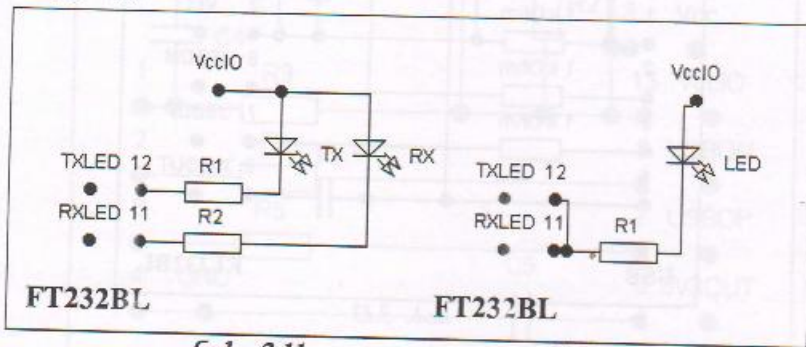 VccIO
TX
RX
TXLED 12
R1
RXLED 11
R2
FT232BL
VccIO
LED
TXLED 12
RXLED 11
R1
FT232BL